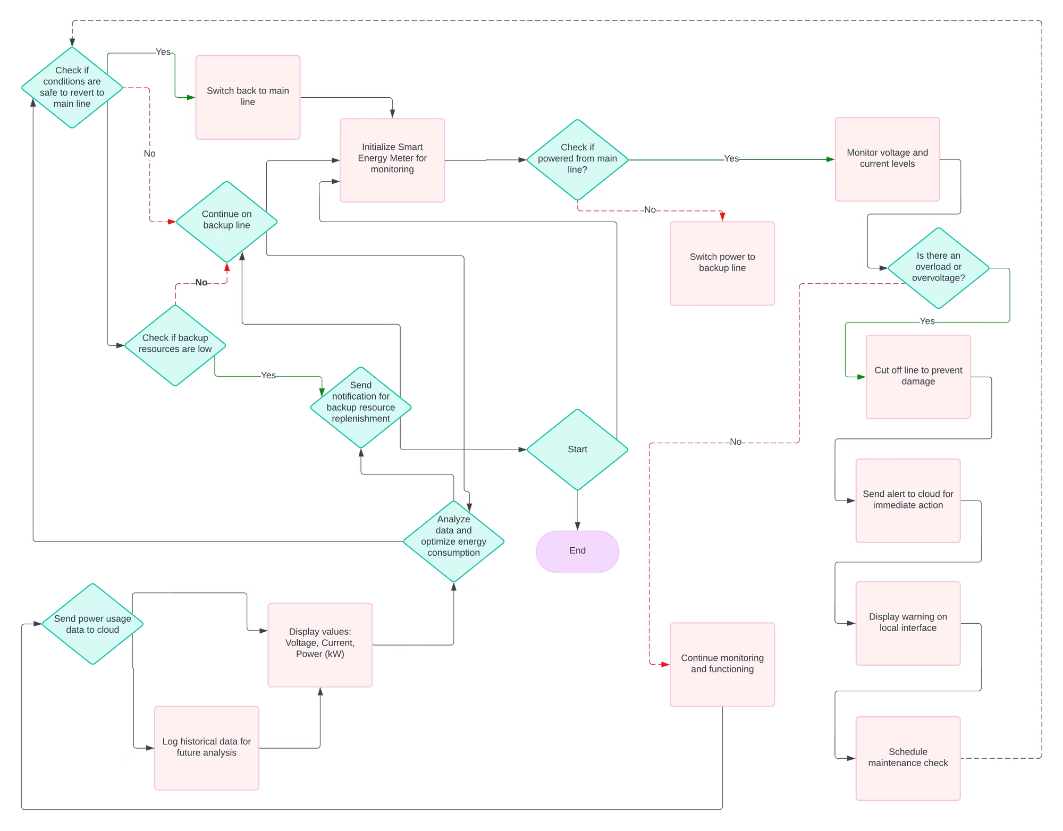 Yes
Check if
conditions are
safe to revert to
main line
Switch back to main
line
No
Initialize Smart
Energy Meter for
monitoring
Check if
powered from main
line?
Yes
Monitor voltage and
current levels
Continue on
backup line
No
Switch power to
backup line
Is there an
overload or
overvoltage?
No
Yes
Check if backup
resources are low
Yes
Send
notification for
backup resource
replenishment
Cut off line to prevent
damage
No
Start
Send alert to cloud for
immediate action
Analyze
data and
optimize energy
consumption
End
Send power usage
data to cloud
Display values:
Voltage, Current,
Power (kW)
Display warning on
local interface
Continue monitoring
and functioning
Log historical data for
future analysis
Schedule
maintenance check